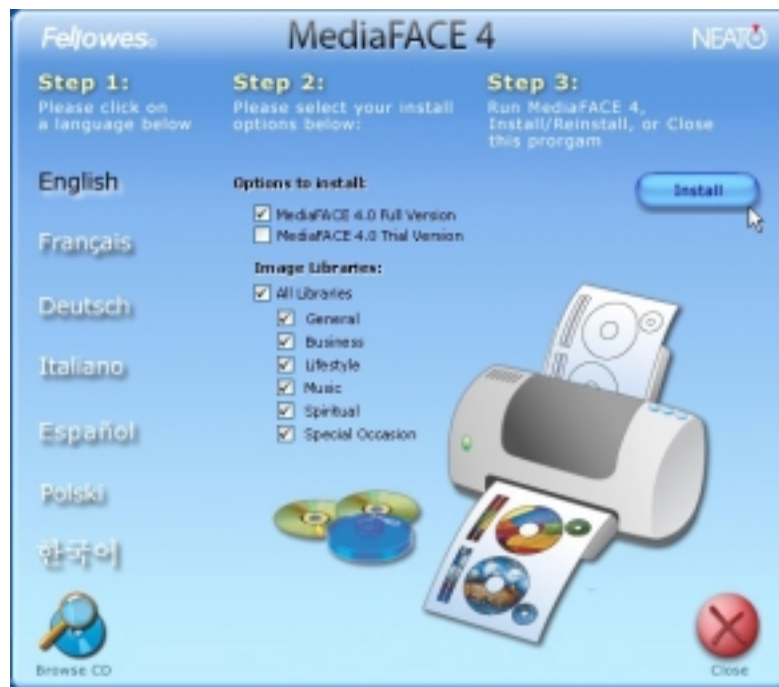 Fellowes
MediaFACE 4
NEATO
Step 1:
Please click on
a language below
Step 2:
Please select your install
options below:
Step 3:
Run MediaFACE 4,
Install/Reinstall, or Close
this prorgam
English
Français
Deutsch
Italiano
Español
Polski
한국어
Options to install:
MediaFACE 4.0 Full Version
MediaFACE 4.0 Trial Version
Image Libraries:
All Libraries
General
Business
Lifestyle
Music
Spiritual
Special Occasion
Install
Browse CD
Close